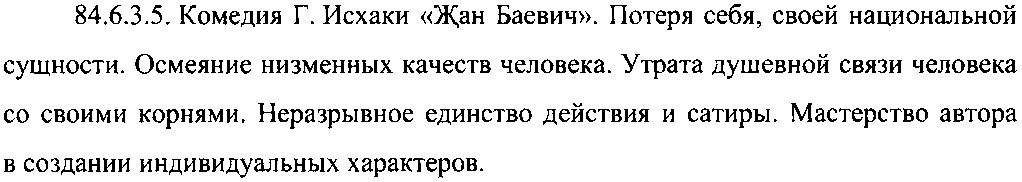 84.6.3.5. Комедия Г. Исхаки «Җан Баевич». Потеря себя, своей национальной
сущности. Осмеяние низменных качеств человека. Утрата душевной связи человека
со своими корнями. Неразрывное единство действия и сатиры. Мастерство автора
в создании индивидуальных характеров.